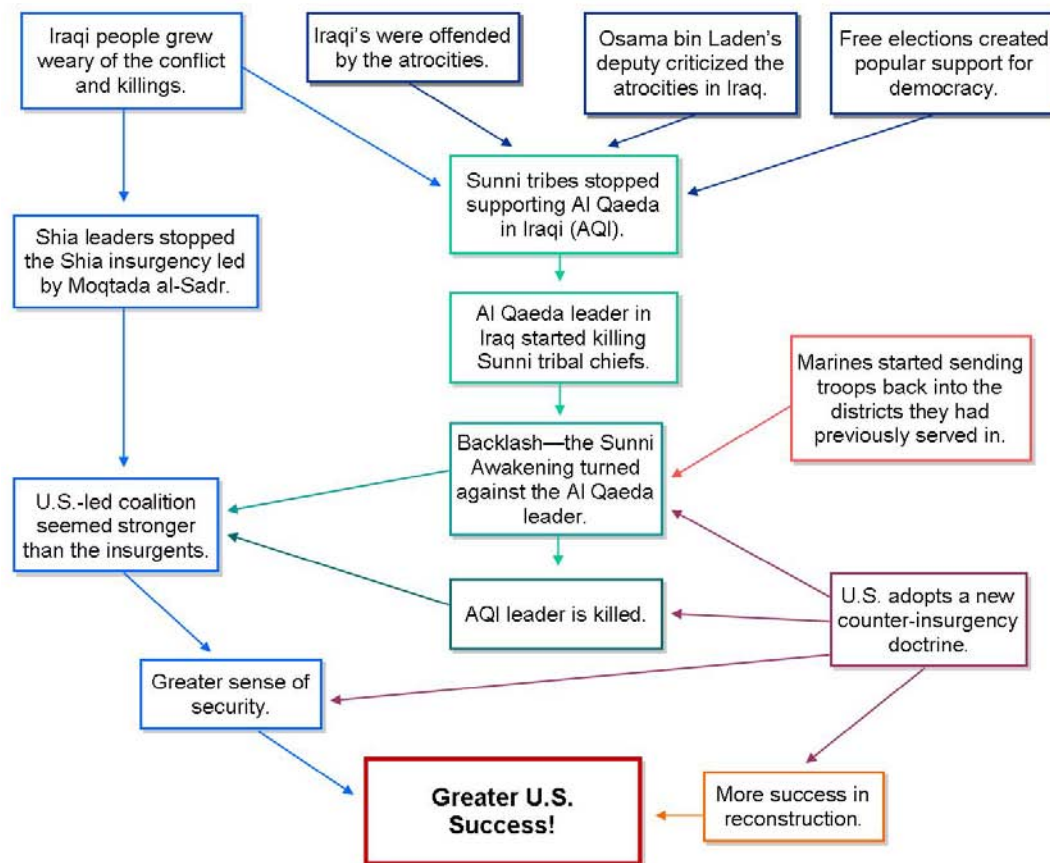 Iraqi people grew
weary of the conflict
and killings.
Iraqi's were offended
by the atrocities.
Osama bin Laden's
deputy criticized the
atrocities in Iraq.
Free elections created
popular support for
democracy.
Sunni tribes stopped
supporting Al Qaeda
in Iraqi (AQI).
Shia leaders stopped
the Shia insurgency led
by Moqtada al-Sadr.
Al Qaeda leader in
Iraq started killing
Sunni tribal chiefs.
Marines started sending
troops back into the
districts they had
previously served in.
Backlash—the Sunni
Awakening turned
against the Al Qaeda
leader.
U.S.-led coalition
seemed stronger
than the insurgents.
AQI leader is killed.
U.S. adopts a new
counter-insurgency
doctrine.
Greater sense of
security.
Greater U.S.
Success!
More success in
reconstruction.